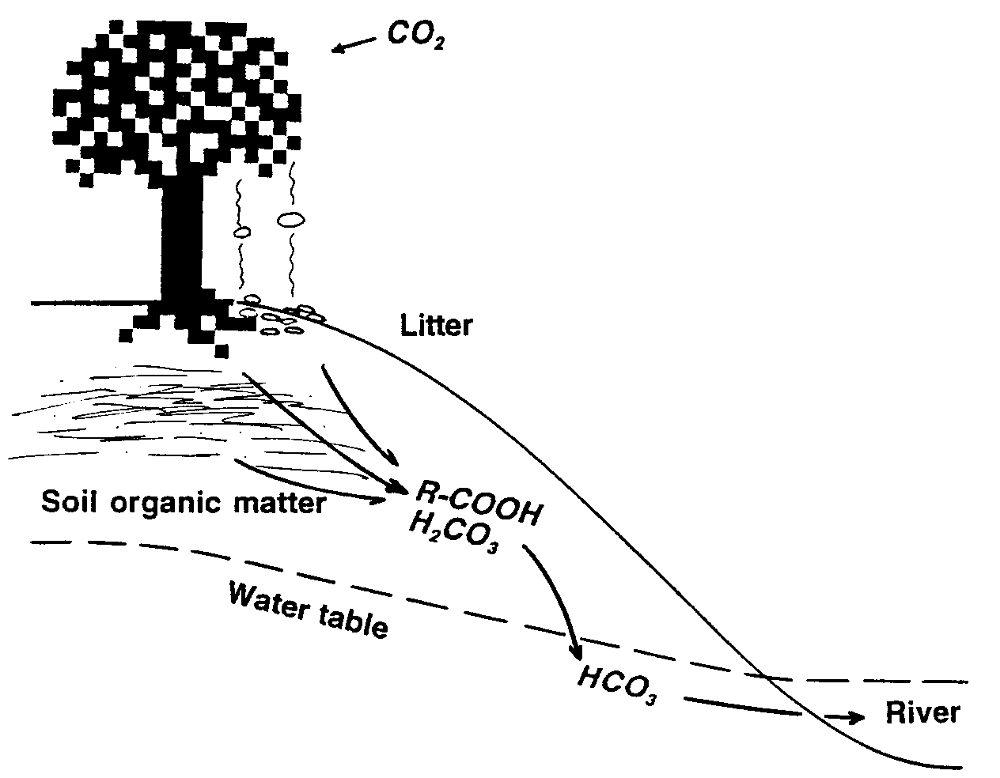 CO₂
Litter
R-COOH
H₂CO₃
Soil organic matter
Water table
HCO₃
River